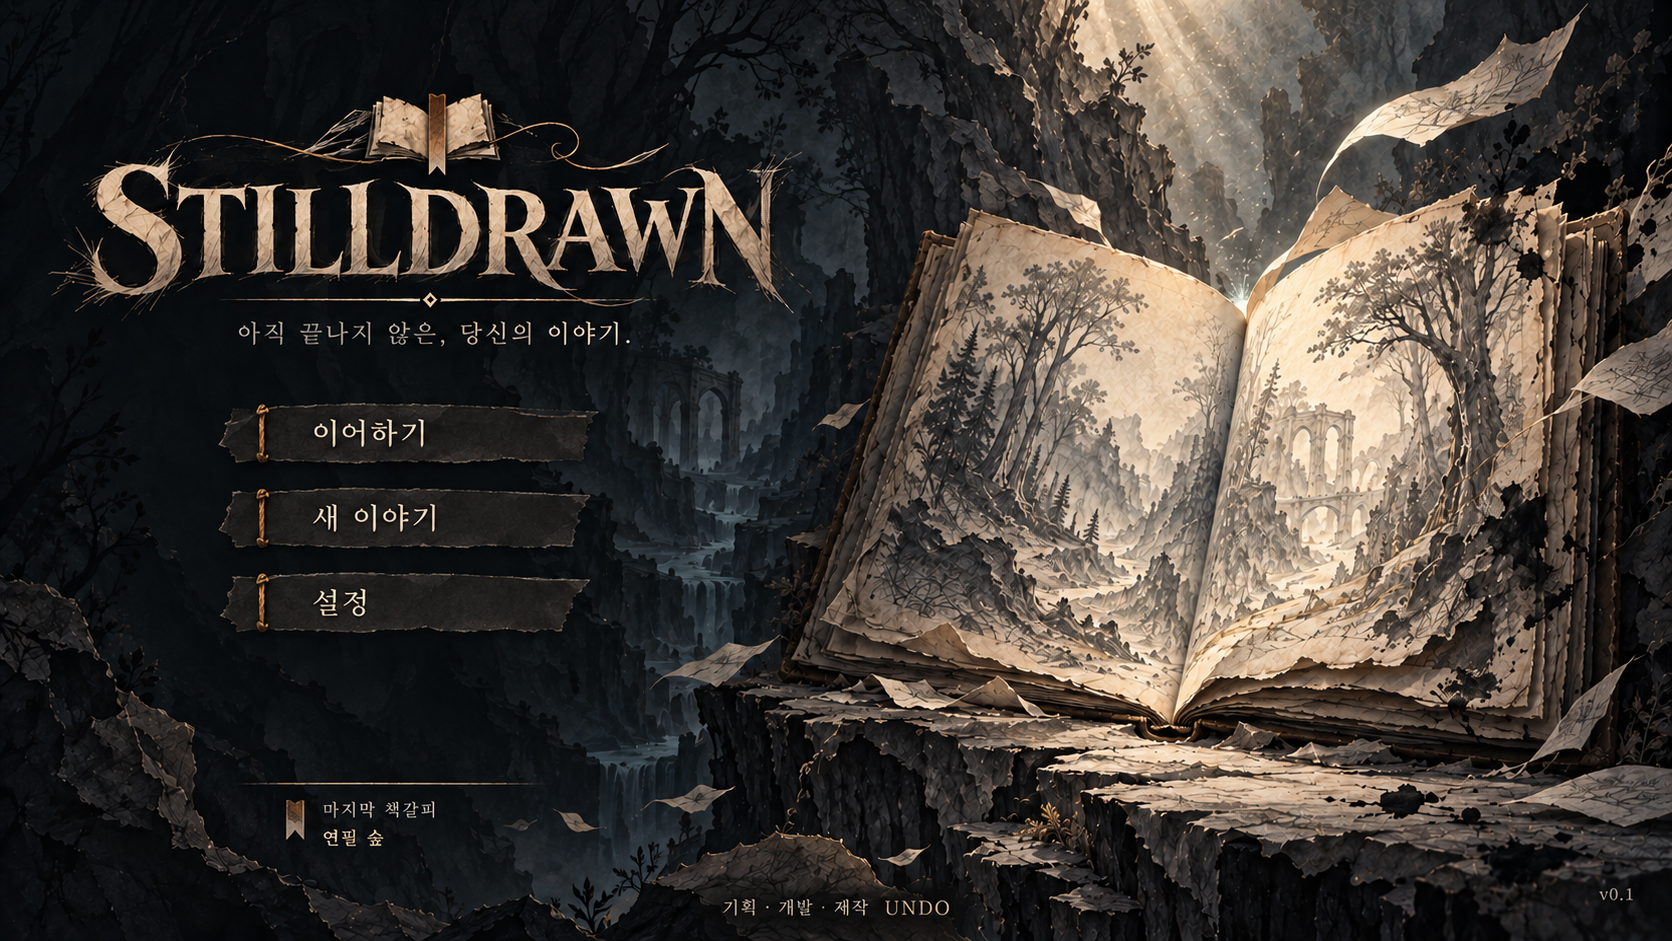 STILLDRAWN
아직 끝나지 않은, 당신의 이야기.
이어하기
새 이야기
설정
마지막 책갈피
연필 숲
기획 · 개발 · 재작 UNDO
v0.1